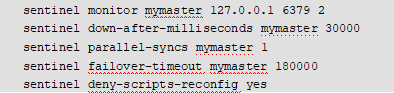 sentinel monitor mymaster 127.0.0.1 6379 2
sentinel down-after-milliseconds mymaster 30000
sentinel parallel-syncs mymaster 1
sentinel failover-timeout mymaster 180000
sentinel deny-scripts-reconfig yes